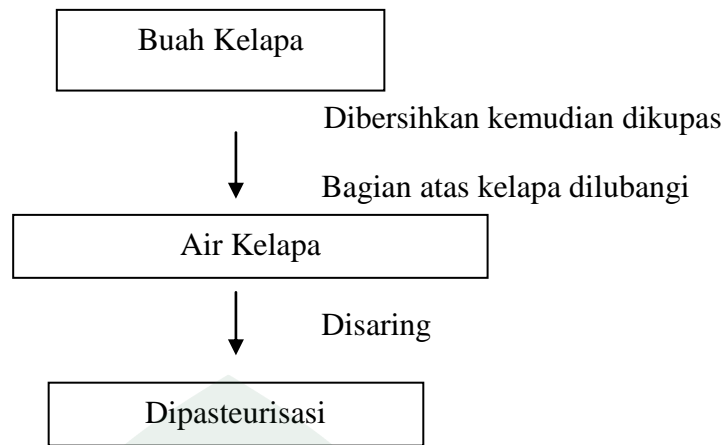 Buah Kelapa
Dibersihkan kemudian dikupas
Bagian atas kelapa dilubangi
Air Kelapa
Disaring
Dipasteurisasi